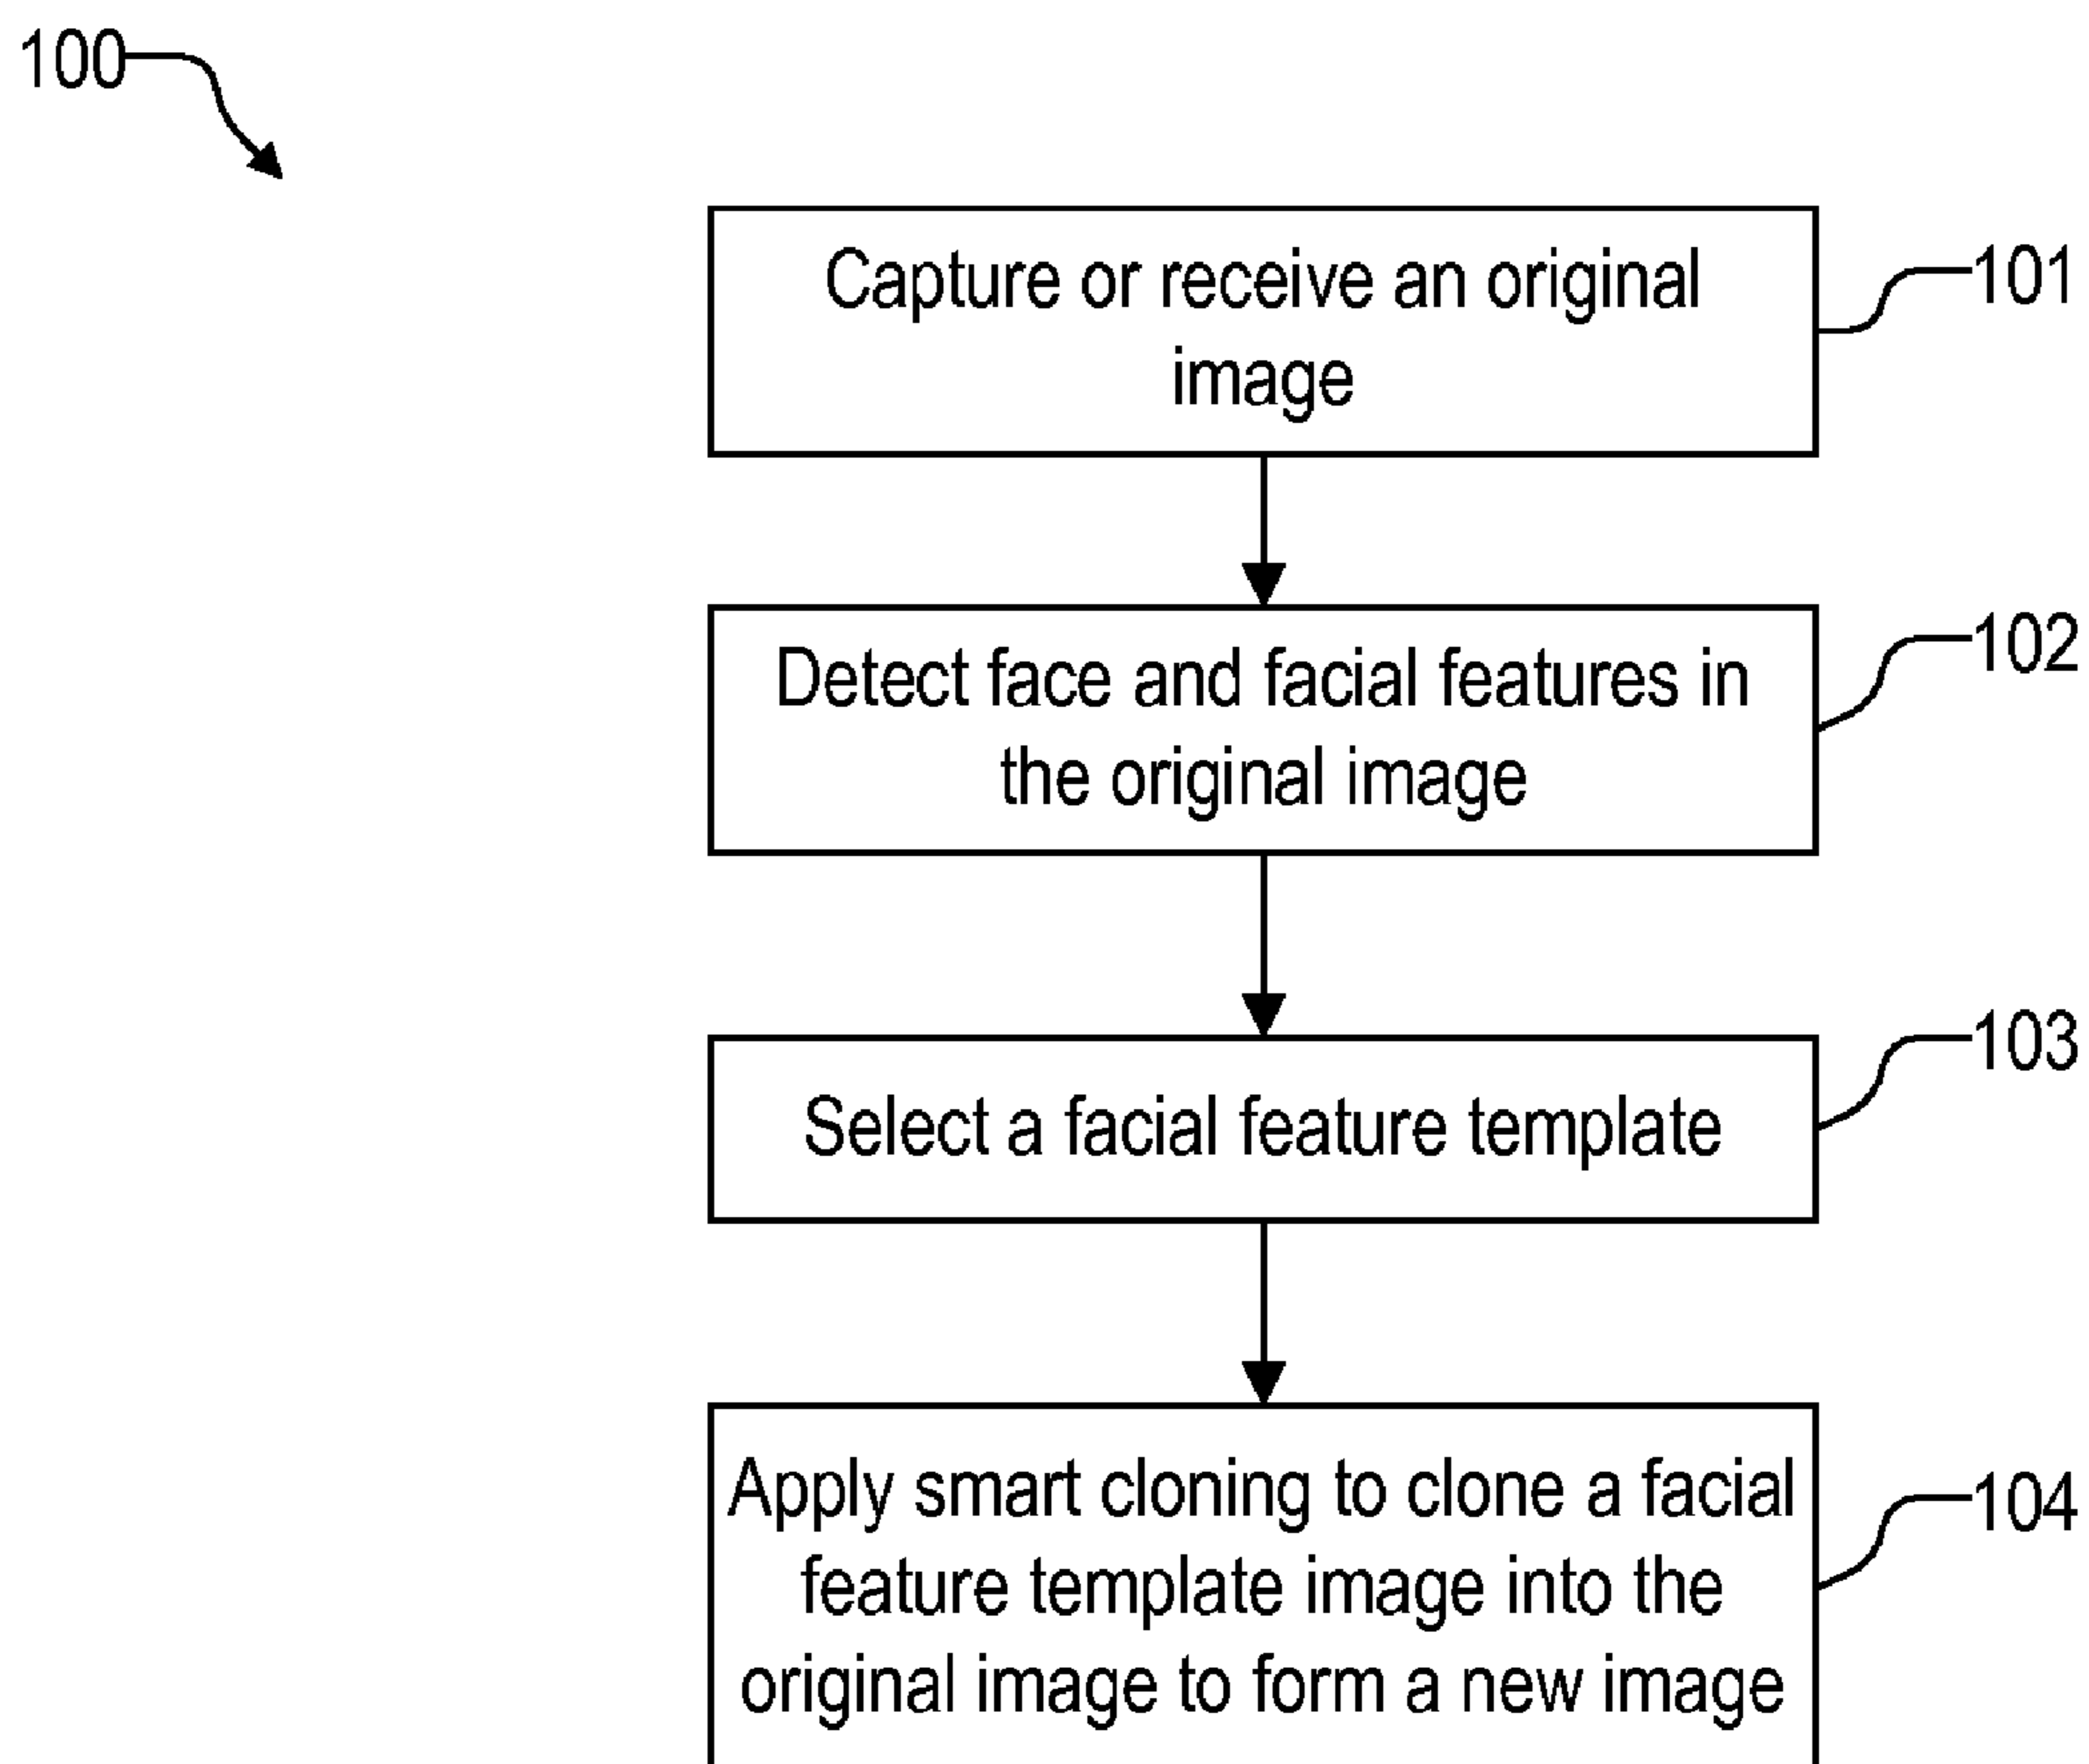 100
Capture or receive an original
image
101
Detect face and facial features in
the original image
102
Select a facial feature template
103
Apply smart cloning to clone a facial
feature template image into the
original image to form a new image
104